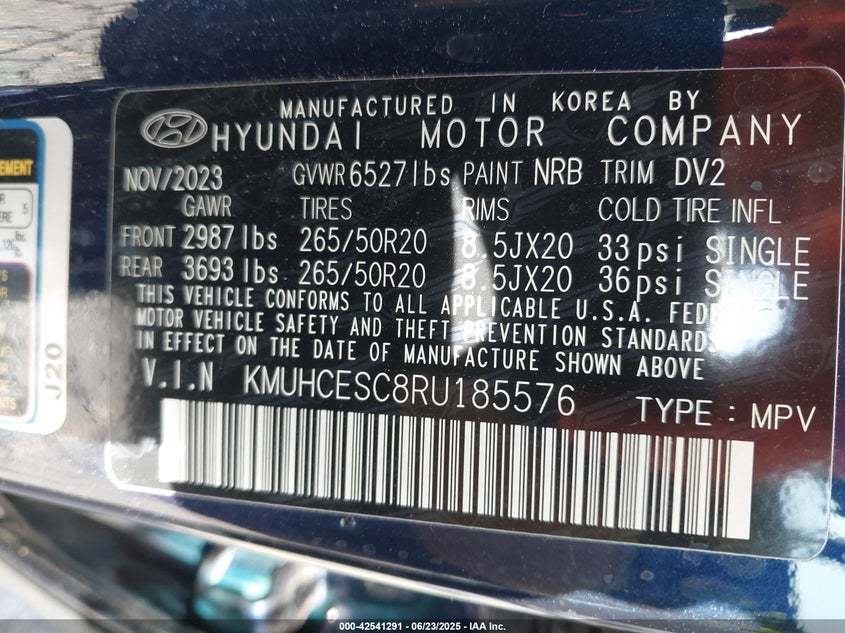 MANUFACTURED IN KOREA BY
HYUNDAI MOTOR COMPANY
NOV/2023 GVWR 6527lbs PAINT NRB TRIM DV2
GAWR TIRES RIMS COLD TIRE INFL
FRONT 2987lbs 265/50R20 8.5JX20 33psi SINGLE
REAR 3693lbs 265/50R20 8.5JX20 36psi SINGLE
THIS VEHICLE CONFORMS TO ALL APPLICABLE U.S.A.
MOTOR VEHICLE SAFETY AND THEFT PREVENTION STANDARDS
IN EFFECT ON THE DATE OF MANUFACTURE SHOWN ABOVE
V.I.N KMUHCESC8RU185576 TYPE : MPV
J20
000--42541291 - 06/23/2025 - IAA Inc.